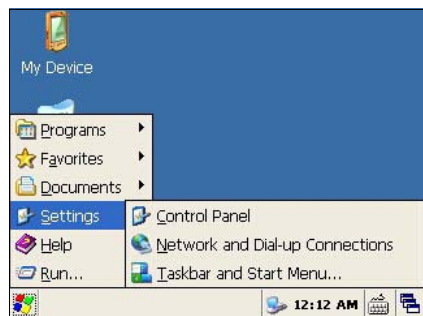 My Device
Programs
Favorites
Documents
Settings
Help
Run...
Control Panel
Network and Dial-up Connections
Taskbar and Start Menu...
12:12 AM